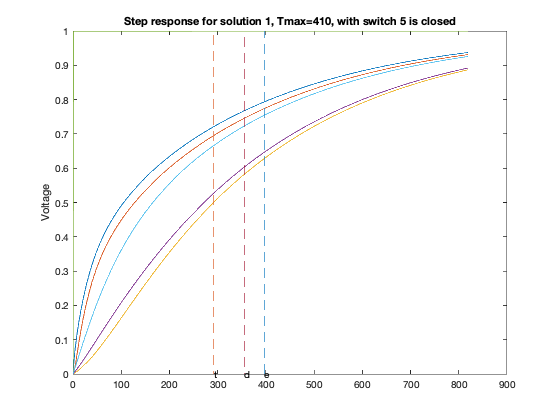 Step response for solution 1, Tmax=410, with switch 5 is closed
Voltage
1
0.9
0.8
0.7
0.6
0.5
0.4
0.3
0.2
0.1
0
t d e
0 100 200 300 400 500 600 700 800 900